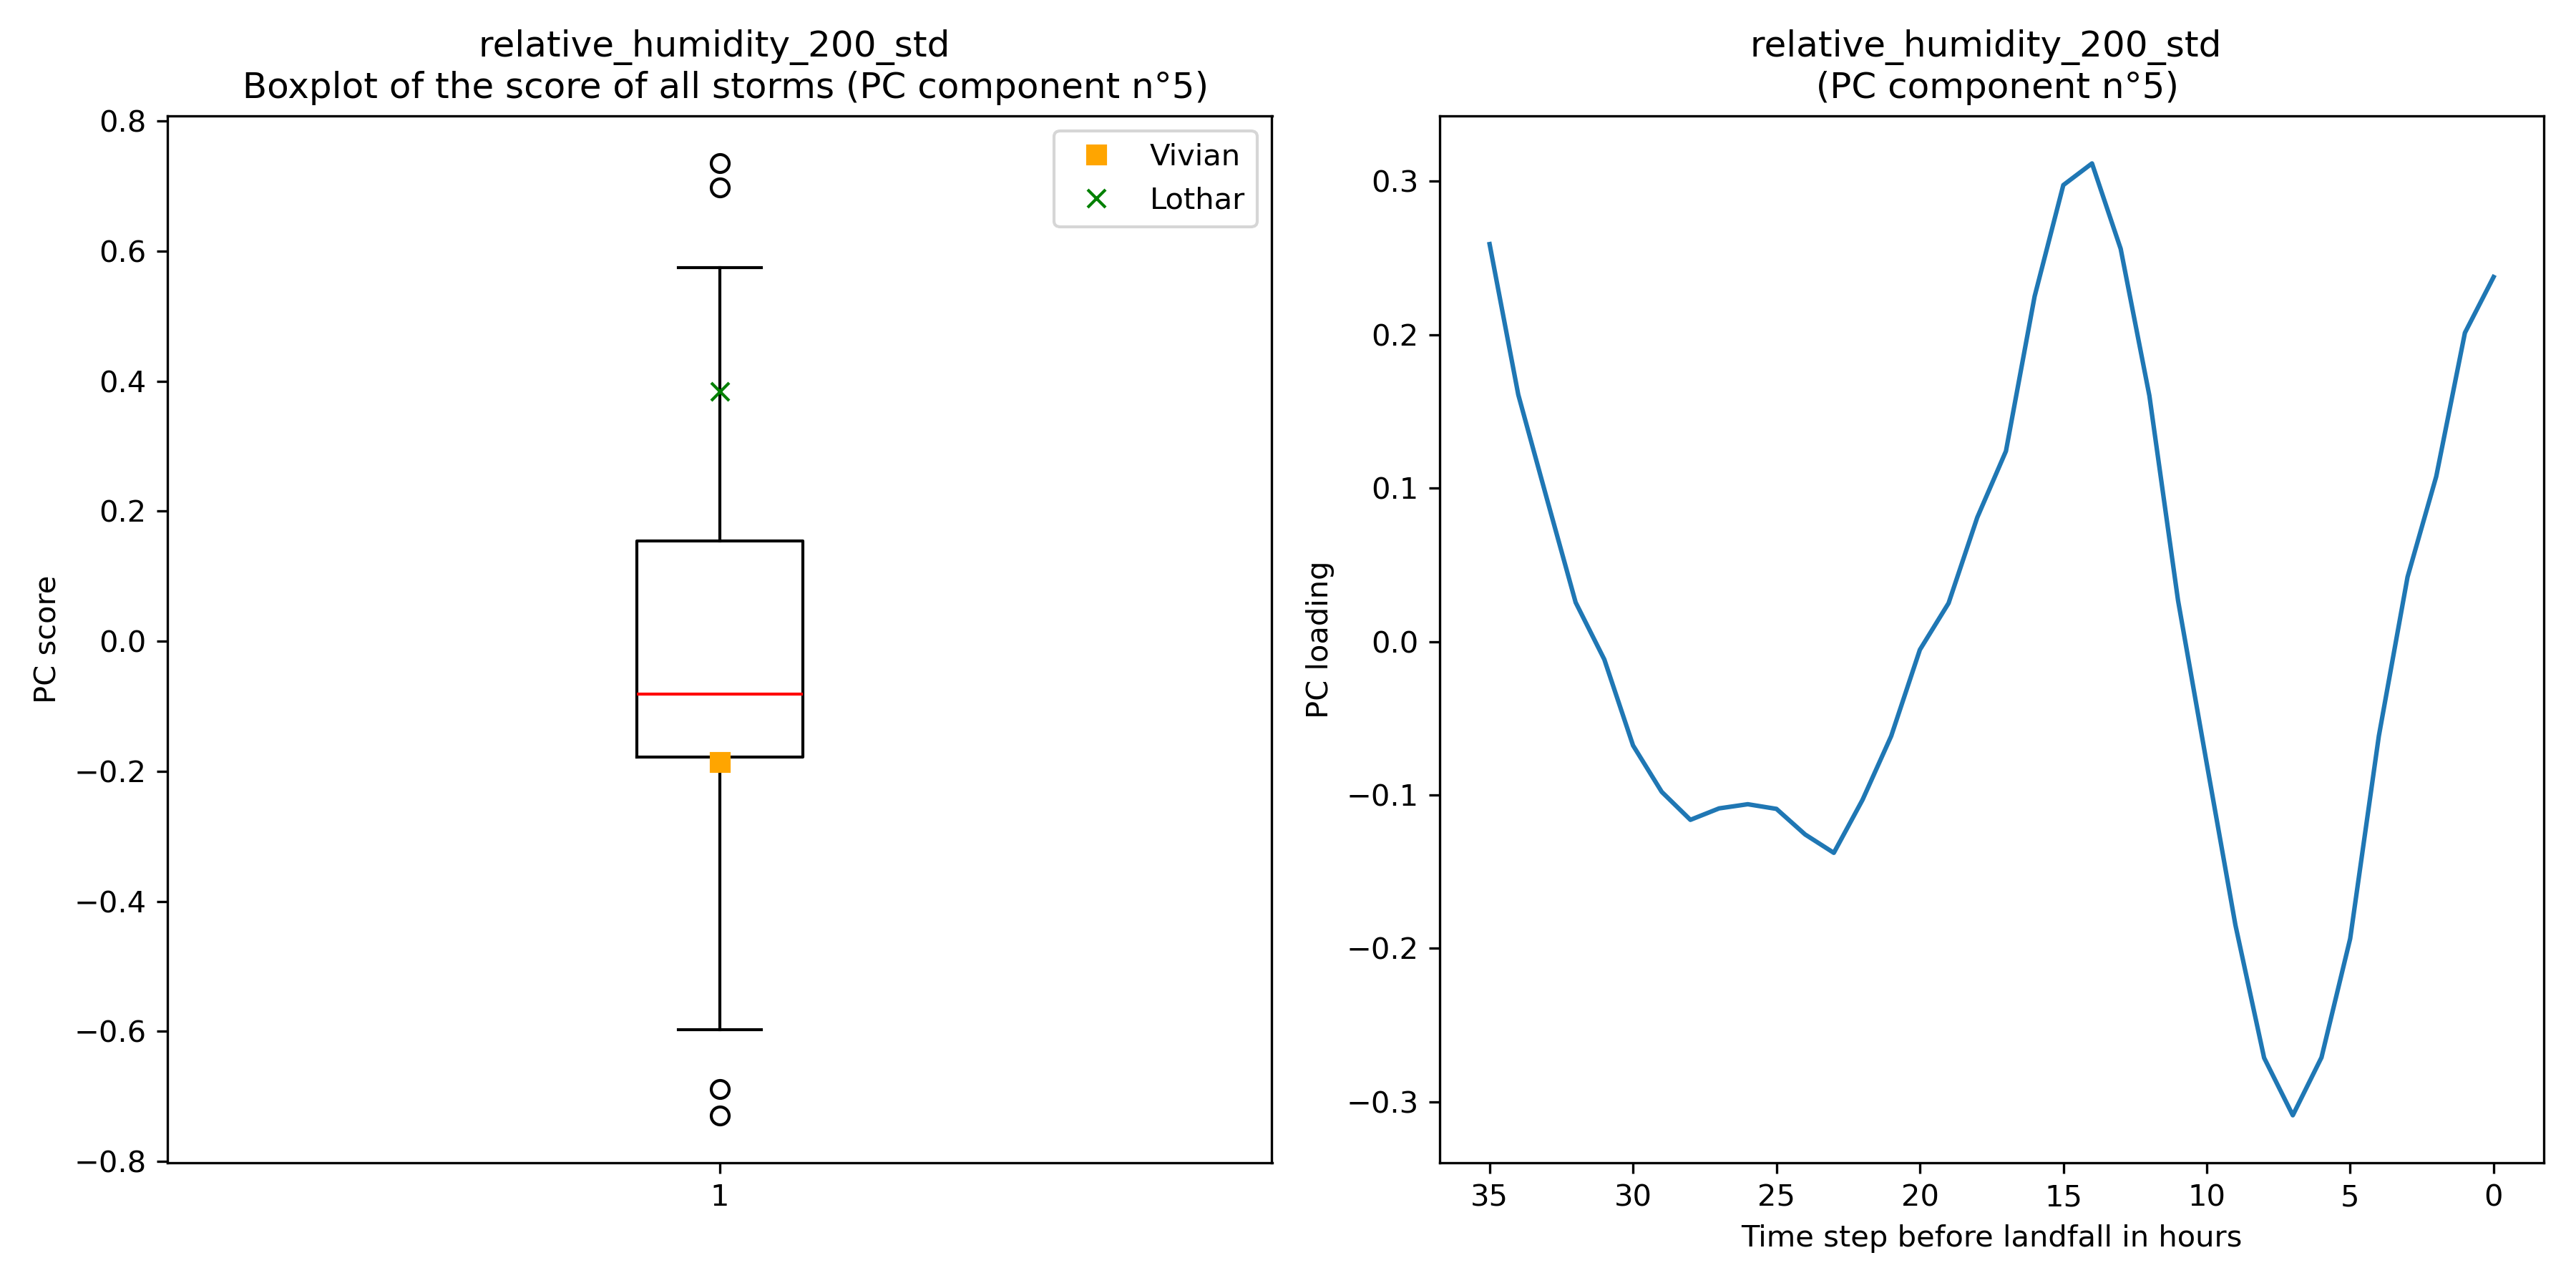 relative_humidity_200_std
Boxplot of the score of all storms (PC component n°5)
0.8
0.6
0.4
0.2
0.0
−0.2
−0.4
−0.6
−0.8
PC score
1
Vivian
Lothar
relative_humidity_200_std
(PC component n°5)
0.3
0.2
0.1
0.0
−0.1
−0.2
−0.3
PC loading
35 30 25 20 15 10 5 0
Time step before landfall in hours